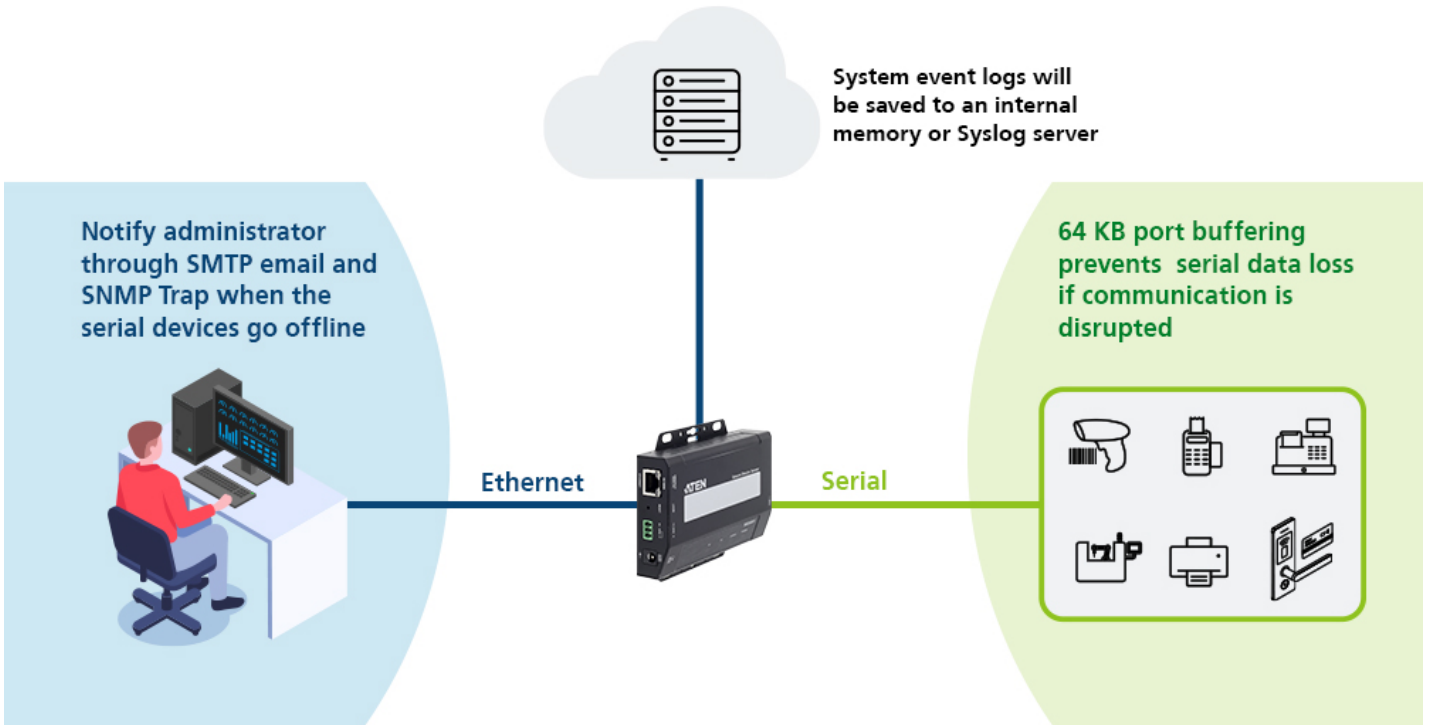 System event logs will
be saved to an internal
memory or Syslog server
Notify administrator
through SMTP email and
SNMP Trap when the
serial devices go offline
64 KB port buffering
prevents serial data loss
if communication is
disrupted
Ethernet
ATEN
Serial